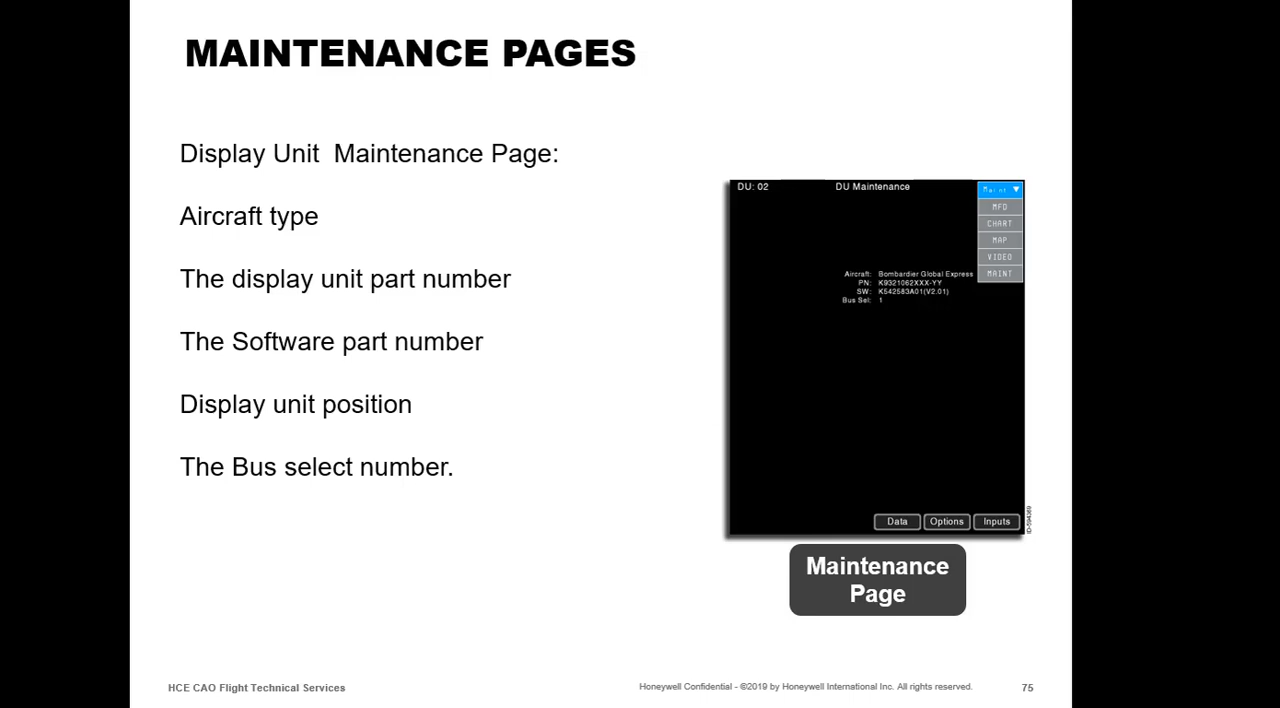 MAINTENANCE PAGES
Display Unit  Maintenance Page:
Aircraft type
The display unit part number
The Software part number
Display unit position
The Bus select number.
DU: 02
DU Maintenance
Maint
MFD
CHART
MAP
VIDEO
MAINT
Aircraft: Bombardier Global Express
PN: K9321062XXX-YY
SW: K542583A01(V2.01)
Bus Sel: 1
Data
Options
Inputs
ID-594369
Maintenance
Page
HCE CAO Flight Technical Services
Honeywell Confidential - ©2019 by Honeywell International Inc. All rights reserved.
75